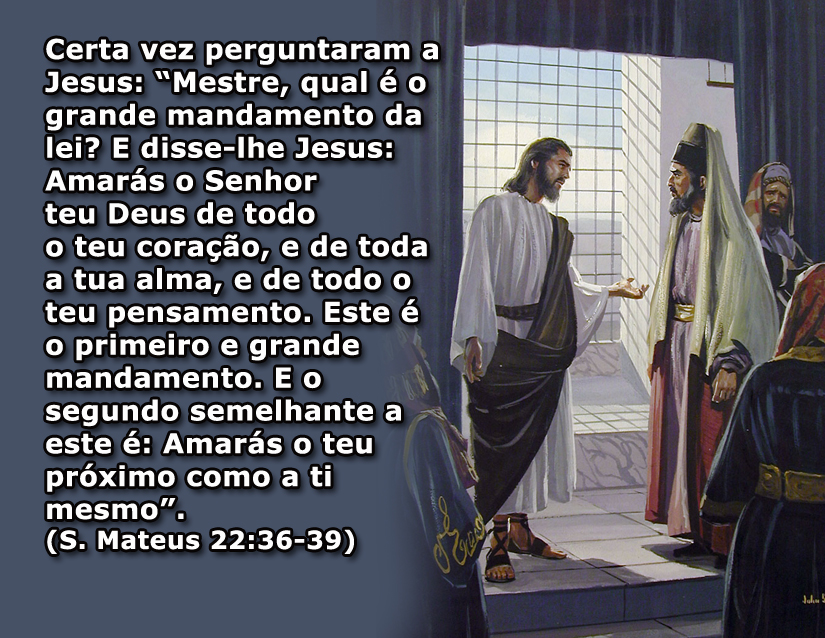 Certa vez perguntaram a
Jesus: “Mestre, qual é o
grande mandamento da
lei? E disse-lhe Jesus:
Amarás o Senhor
teu Deus de todo
o teu coração, e de toda
a tua alma, e de todo o
teu pensamento. Este é
o primeiro e grande
mandamento. E o
segundo semelhante a
este é: Amarás o teu
próximo como a ti
mesmo”.
(S. Mateus 22:36-39)
John